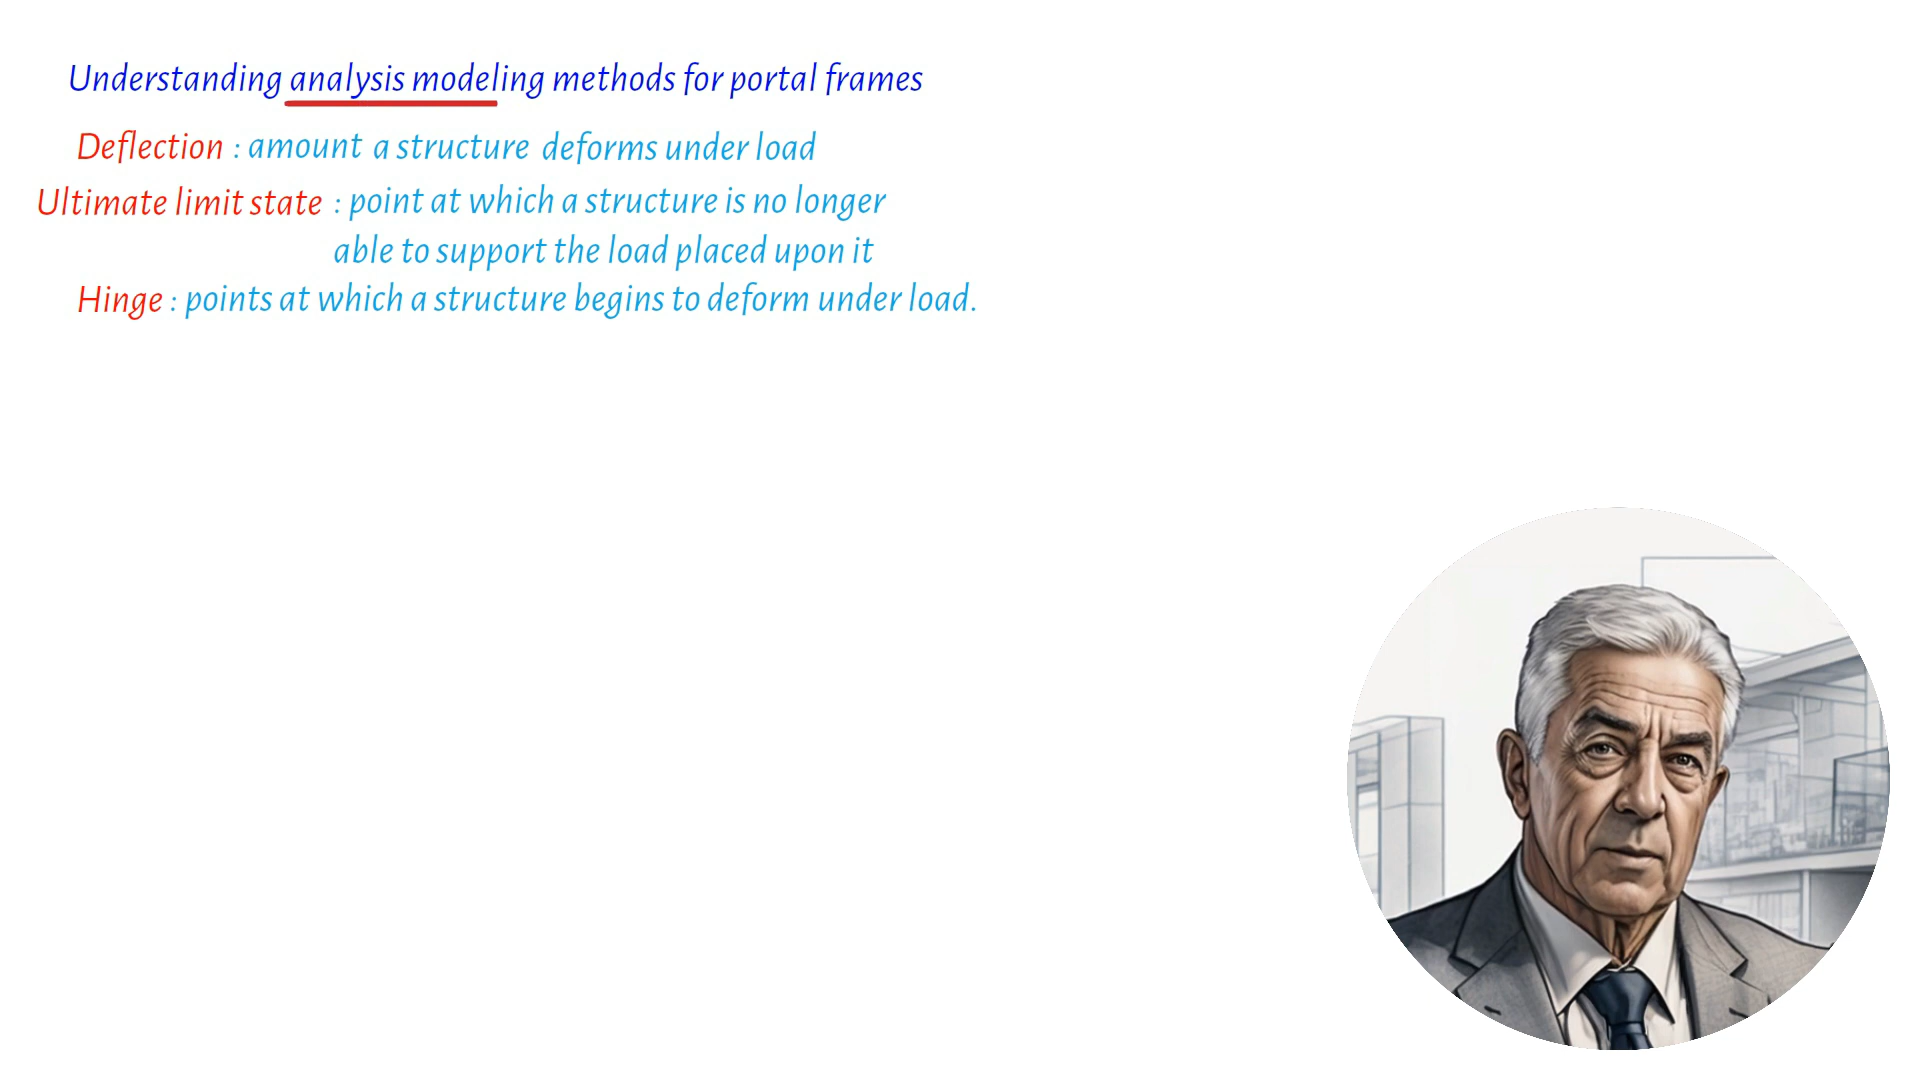 Understanding analysis modeling methods for portal frames
Deflection : amount a structure deforms under load
Ultimate limit state : point at which a structure is no longer
able to support the load placed upon it
Hinge : points at which a structure begins to deform under load.